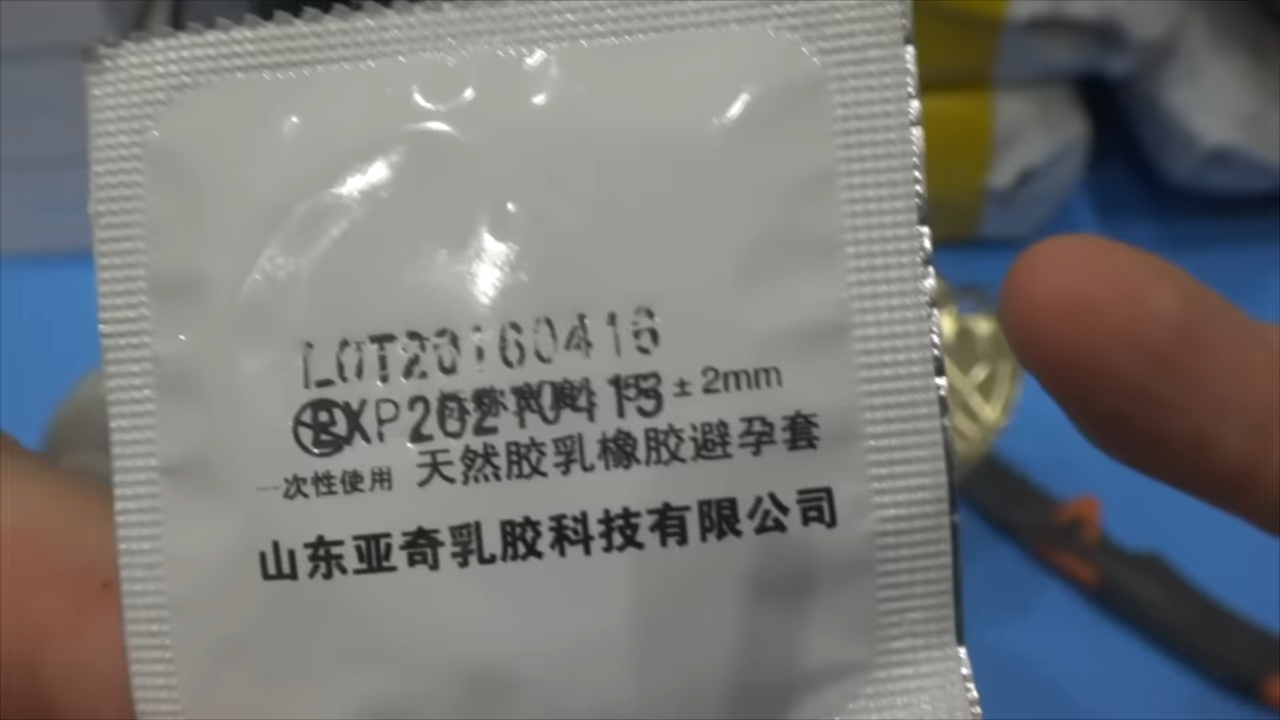 LOT20160416
EXP20210415 ± 2mm
一次性使用 天然胶乳橡胶避孕套
山东亚奇乳胶科技有限公司